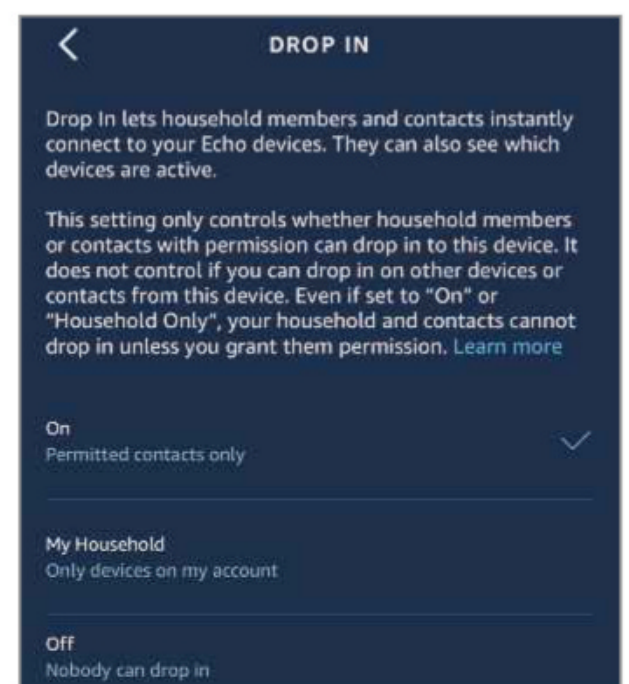 DROP IN
Drop In lets household members and contacts instantly
connect to your Echo devices. They can also see which
devices are active.
This setting only controls whether household members
or contacts with permission can drop in to this device. It
does not control if you can drop in on other devices or
contacts from this device. Even if set to "On" or
"Household Only", your household and contacts cannot
drop in unless you grant them permission. Learn more
On
Permitted contacts only
My Household
Only devices on my account
Off
Nobody can drop in